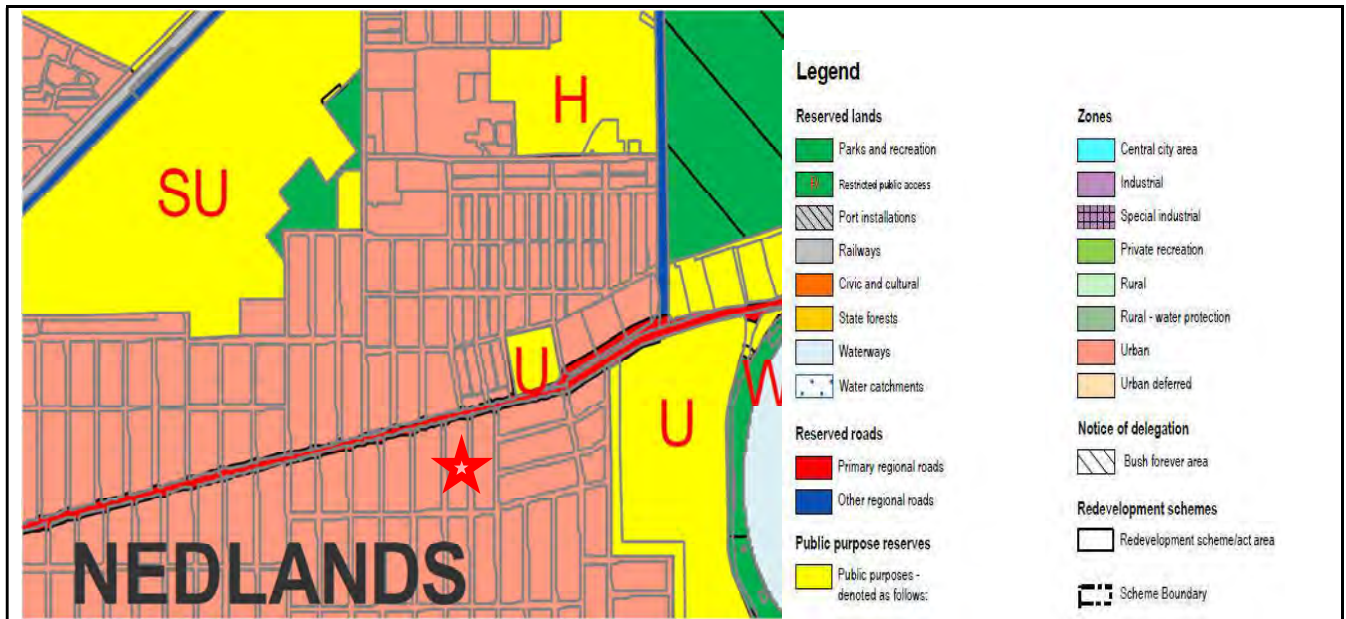 H
SU
U
U
W
NEDLANDS
Legend
Reserved lands
Parks and recreation
R Restricted public access
Port installations
Railways
Civic and cultural
State forests
Waterways
Water catchments
Reserved roads
Primary regional roads
Other regional roads
Public purpose reserves
Public purposes -
denoted as follows:
Zones
Central city area
Industrial
Special industrial
Private recreation
Rural
Rural - water protection
Urban
Urban deferred
Notice of delegation
Bush forever area
Redevelopment schemes
Redevelopment scheme/act area
Scheme Boundary